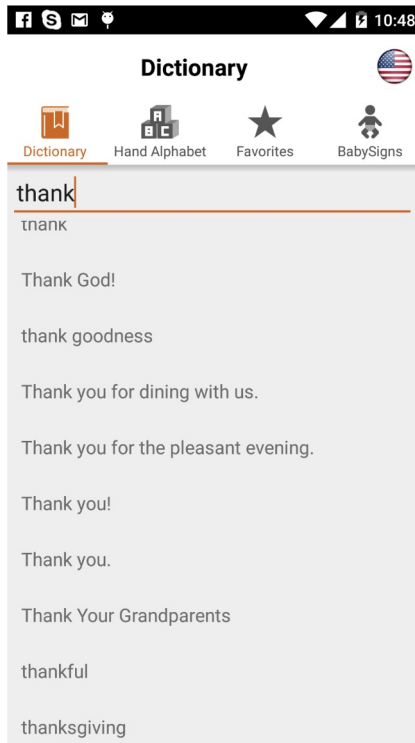 10:48
Dictionary
Dictionary Hand Alphabet Favorites BabySigns
thank
thank
Thank God!
thank goodness
Thank you for dining with us.
Thank you for the pleasant evening.
Thank you!
Thank you.
Thank Your Grandparents
thankful
thanksgiving